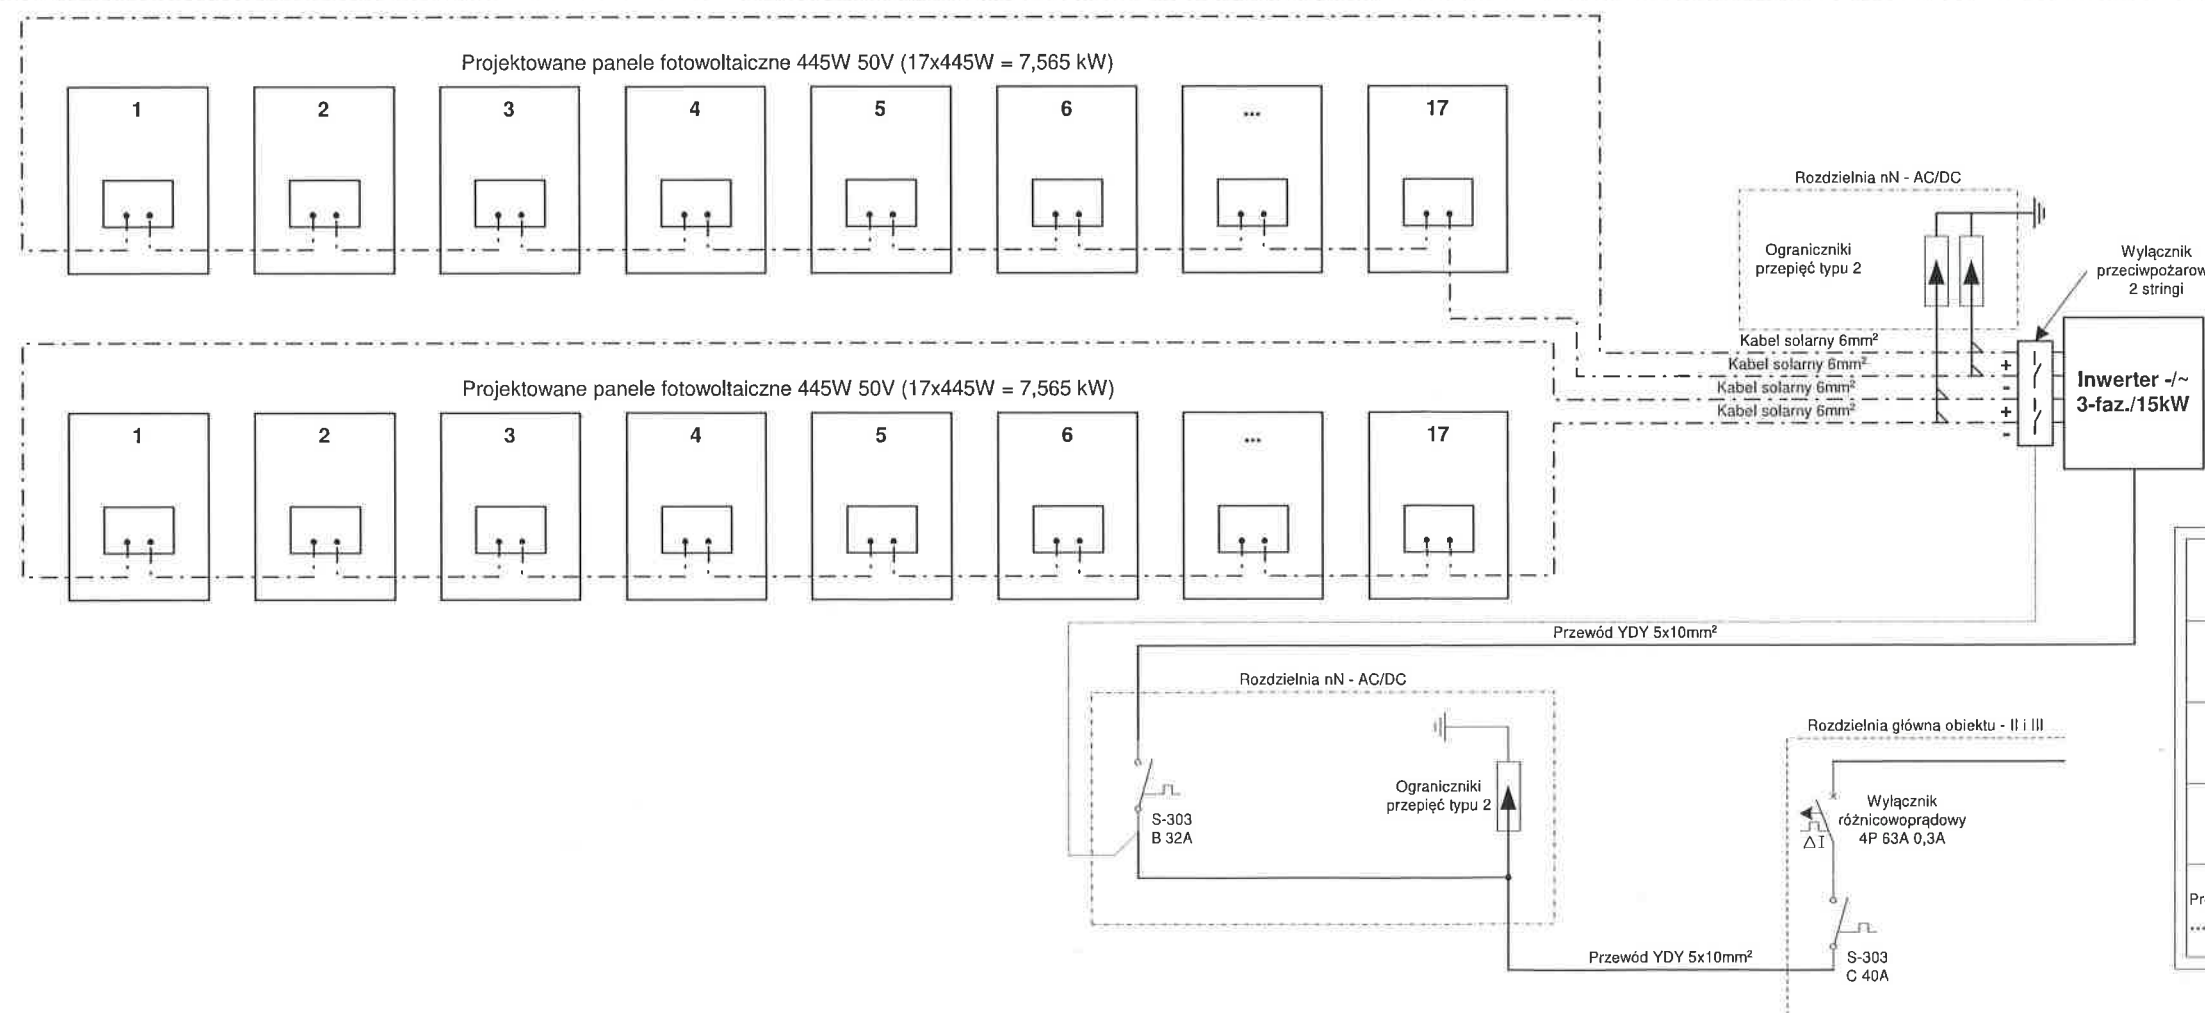 Projektowane panele fotowoltaiczne 445W 50V (17x445W = 7,565 kW)
1 2 3 4 5 6 ... 17
Rozdzielnia nN - AC/DC
Ograniczniki
przepięć typu 2
Wyłącznik
przeciwpożarow
2 stringi
Kabel solarny 6mm²
Kabel solarny 6mm²
Kabel solarny 6mm²
Kabel solarny 6mm²
+
-
+
-
Inwerter -/~
3-faz./15kW
Projektowane panele fotowoltaiczne 445W 50V (17x445W = 7,565 kW)
1 2 3 4 5 6 ... 17
Przewód YDY 5x10mm²
Rozdzielnia nN - AC/DC
S-303
B 32A
Ograniczniki
przepięć typu 2
Rozdzielnia główna obiektu - II i III
Wyłącznik
różnicowoprądowy
4P 63A 0,3A
ΔI
S-303
C 40A
Przewód YDY 5x10mm²
Pr
...